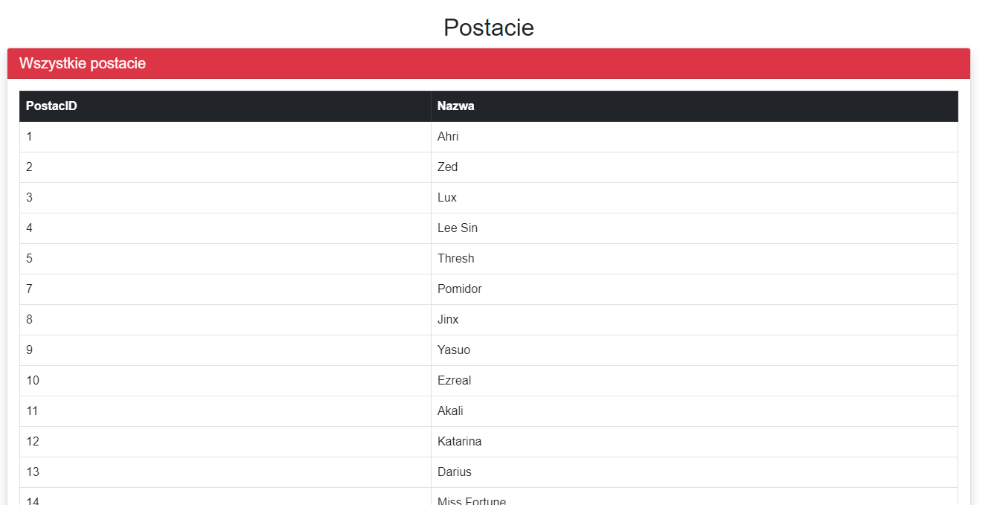 Postacie
Wszystkie postacie
PostacID Nazwa
1 Ahri
2 Zed
3 Lux
4 Lee Sin
5 Thresh
7 Pomidor
8 Jinx
9 Yasuo
10 Ezreal
11 Akali
12 Katarina
13 Darius
14 Miss Fortune